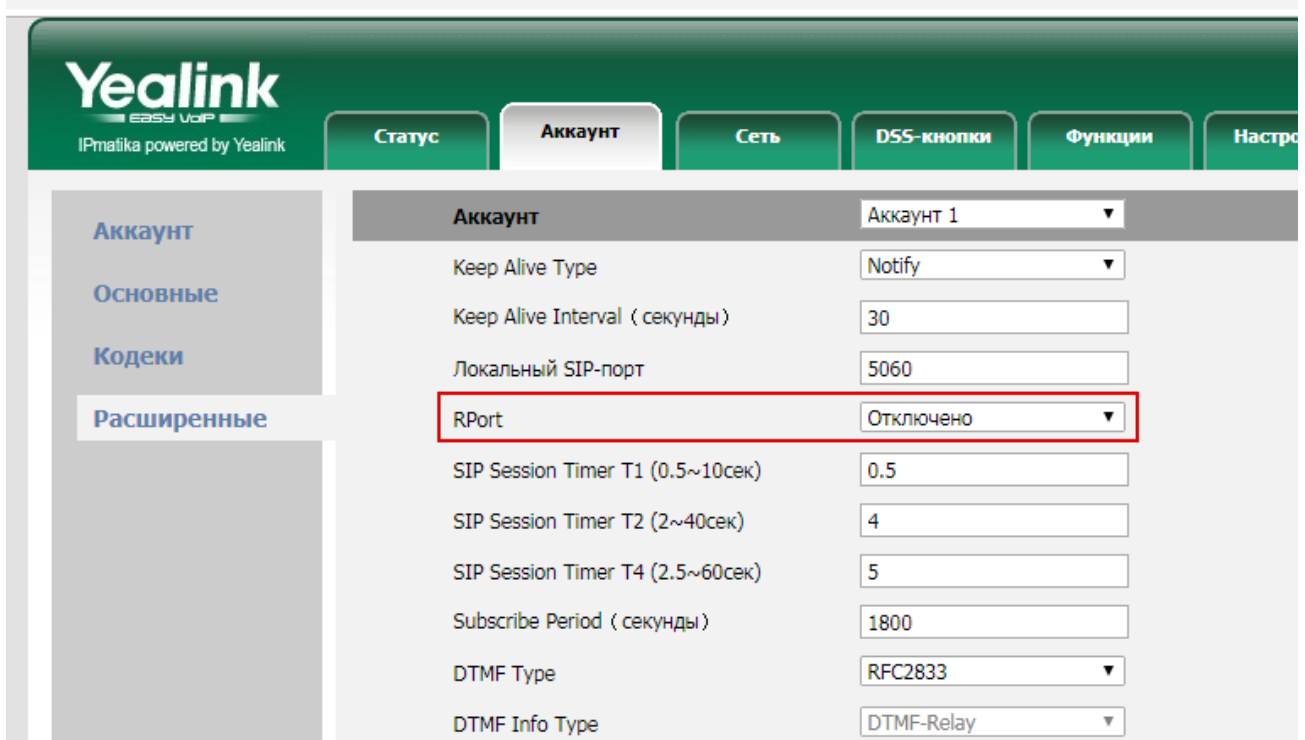 Yealink
EASY VoIP
IPmatika powered by Yealink
Статус Аккаунт Сеть DSS-кнопки Функции Настро
Аккаунт
Основные
Кодеки
Расширенные
Аккаунт Аккаунт 1
Keep Alive Type Notify
Keep Alive Interval (секунды) 30
Локальный SIP-порт 5060
RPort Отключено
SIP Session Timer T1 (0.5~10сек) 0.5
SIP Session Timer T2 (2~40сек) 4
SIP Session Timer T4 (2.5~60сек) 5
Subscribe Period (секунды) 1800
DTMF Type RFC2833
DTMF Info Type DTMF-Relay